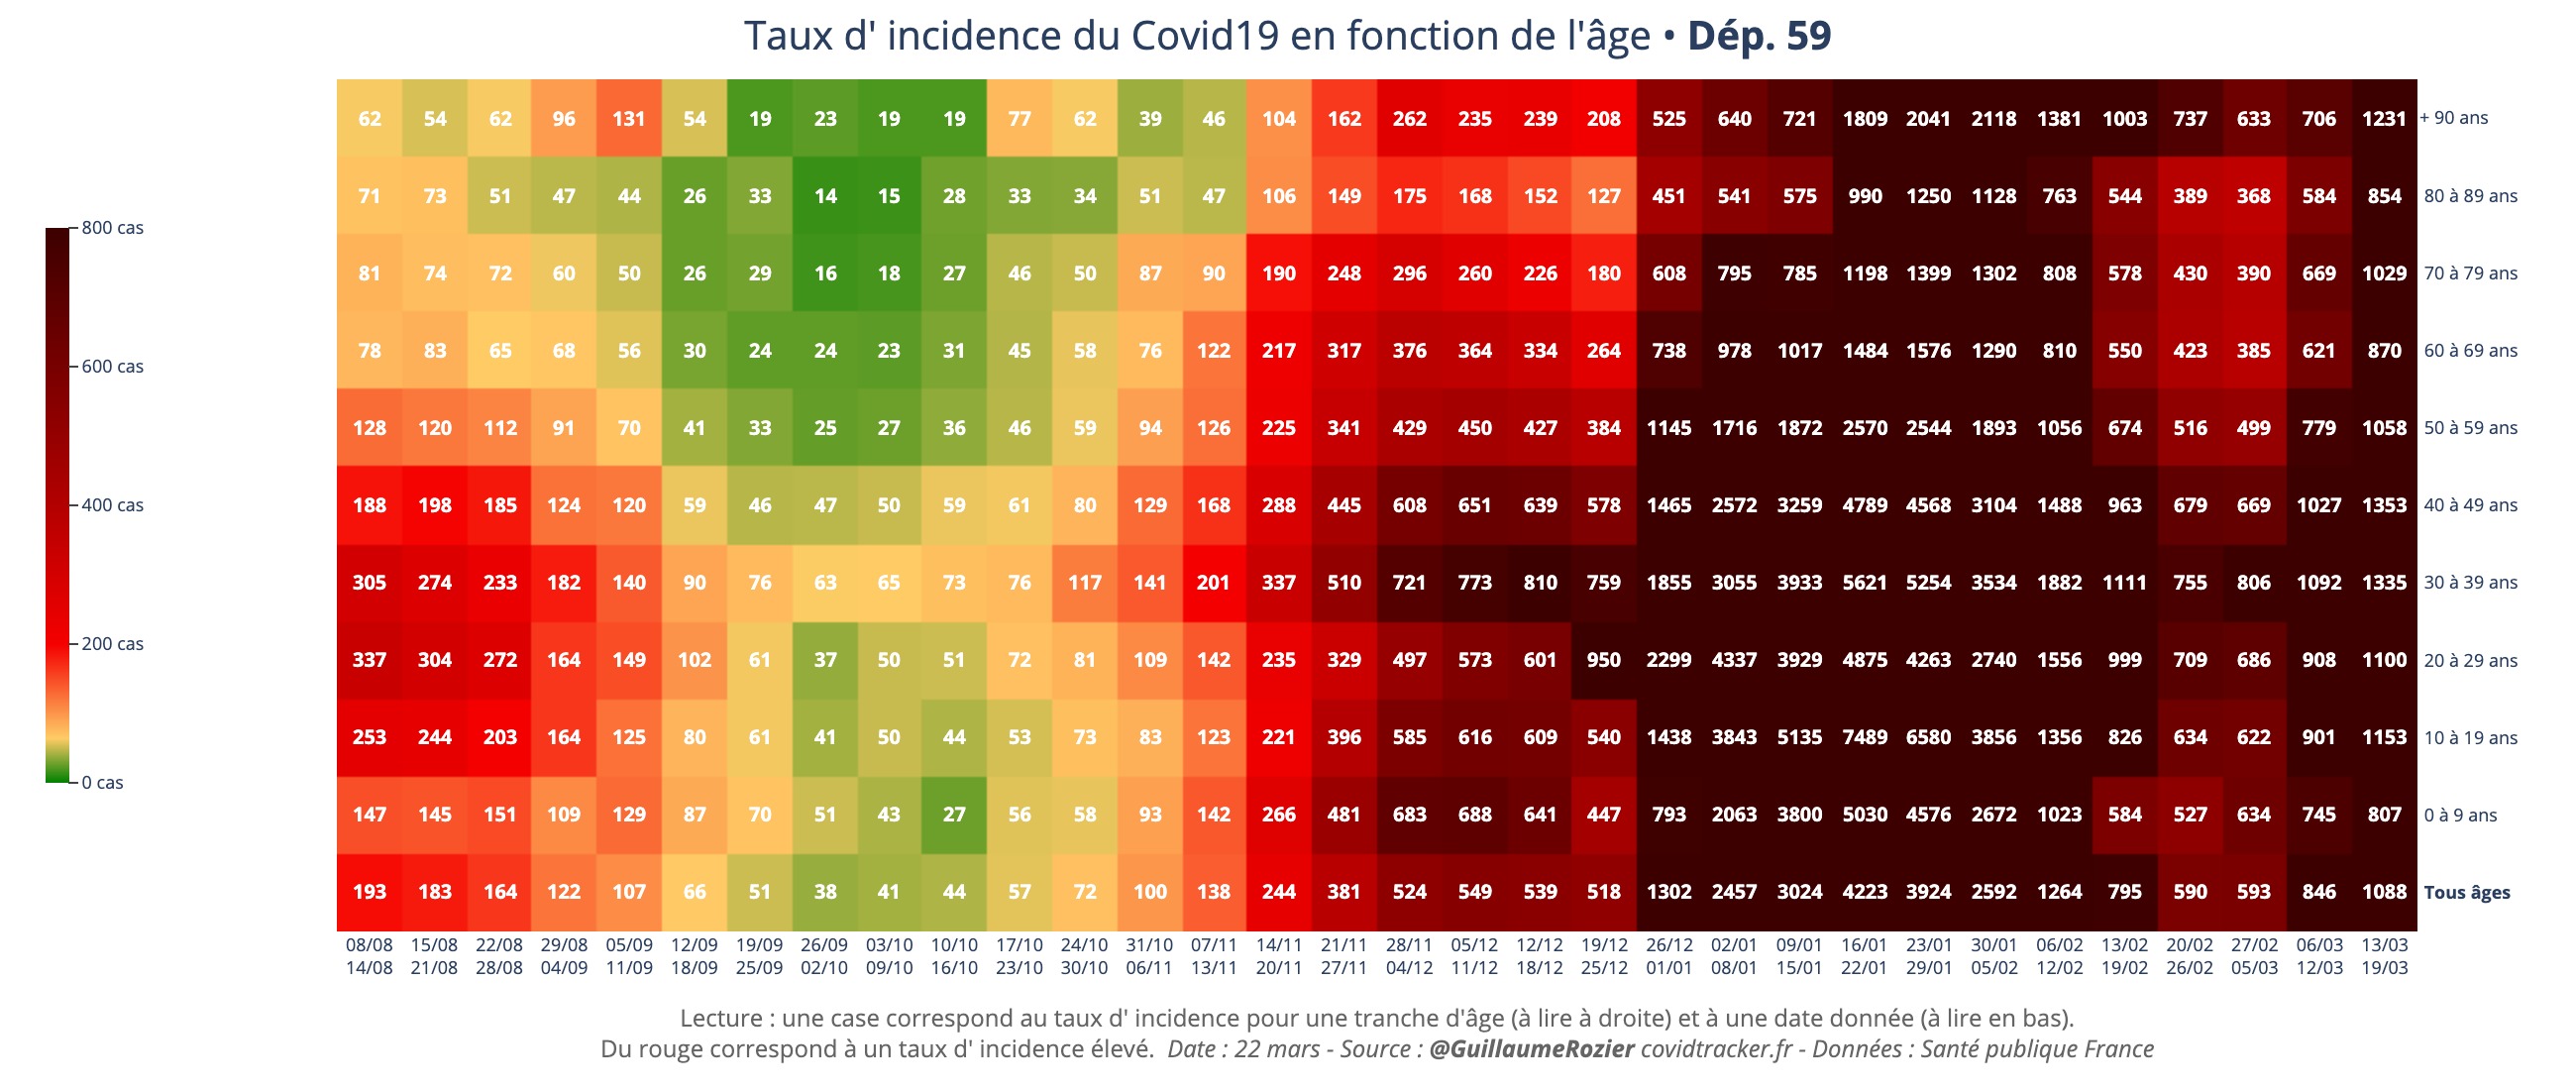 Taux d' incidence du Covid19 en fonction de l'âge • Dép. 59
62 54 62 96 131 54 19 23 19 19 77 62 39 46 104 162 262 235 239 208 525 640 721 1809 2041 2118 1381 1003 737 633 706 1231 + 90 ans
71 73 51 47 44 26 33 14 15 28 33 34 51 47 106 149 175 168 152 127 451 541 575 990 1250 1128 763 544 389 368 584 854 80 à 89 ans
800 cas
81 74 72 60 50 26 29 16 18 27 46 50 87 90 190 248 296 260 226 180 608 795 785 1198 1399 1302 808 578 430 390 669 1029 70 à 79 ans
78 83 65 68 56 30 24 24 23 31 45 58 76 122 217 317 376 364 334 264 738 978 1017 1484 1576 1290 810 550 423 385 621 870 60 à 69 ans
600 cas
128 120 112 91 70 41 33 25 27 36 46 59 94 126 225 341 429 450 427 384 1145 1716 1872 2570 2544 1893 1056 674 516 499 779 1058 50 à 59 ans
400 cas
188 198 185 124 120 59 46 47 50 59 61 80 129 168 288 445 608 651 639 578 1465 2572 3259 4789 4568 3104 1488 963 679 669 1027 1353 40 à 49 ans
305 274 233 182 140 90 76 63 65 73 76 117 141 201 337 510 721 773 810 759 1855 3055 3933 5621 5254 3534 1882 1111 755 806 1092 1335 30 à 39 ans
200 cas
337 304 272 164 149 102 61 37 50 51 72 81 109 142 235 329 497 573 601 950 2299 4337 3929 4875 4263 2740 1556 999 709 686 908 1100 20 à 29 ans
253 244 203 164 125 80 61 41 50 44 53 73 83 123 221 396 585 616 609 540 1438 3843 5135 7489 6580 3856 1356 826 634 622 901 1153 10 à 19 ans
0 cas
147 145 151 109 129 87 70 51 43 27 56 58 93 142 266 481 683 688 641 447 793 2063 3800 5030 4576 2672 1023 584 527 634 745 807 0 à 9 ans
193 183 164 122 107 66 51 38 41 44 57 72 100 138 244 381 524 549 539 518 1302 2457 3024 4223 3924 2592 1264 795 590 593 846 1088 Tous âges
08/08 15/08 22/08 29/08 05/09 12/09 19/09 26/09 03/10 10/10 17/10 24/10 31/10 07/11 14/11 21/11 28/11 05/12 12/12 19/12 26/12 02/01 09/01 16/01 23/01 30/01 06/02 13/02 20/02 27/02 06/03 13/03
14/08 21/08 28/08 04/09 11/09 18/09 25/09 02/10 09/10 16/10 23/10 30/10 06/11 13/11 20/11 27/11 04/12 11/12 18/12 25/12 01/01 08/01 15/01 22/01 29/01 05/02 12/02 19/02 26/02 05/03 12/03 19/03
Lecture : une case correspond au taux d' incidence pour une tranche d'âge (à lire à droite) et à une date donnée (à lire en bas).
Du rouge correspond à un taux d' incidence élevé. Date : 22 mars - Source : @GuillaumeRozier covidtracker.fr - Données : Santé publique France